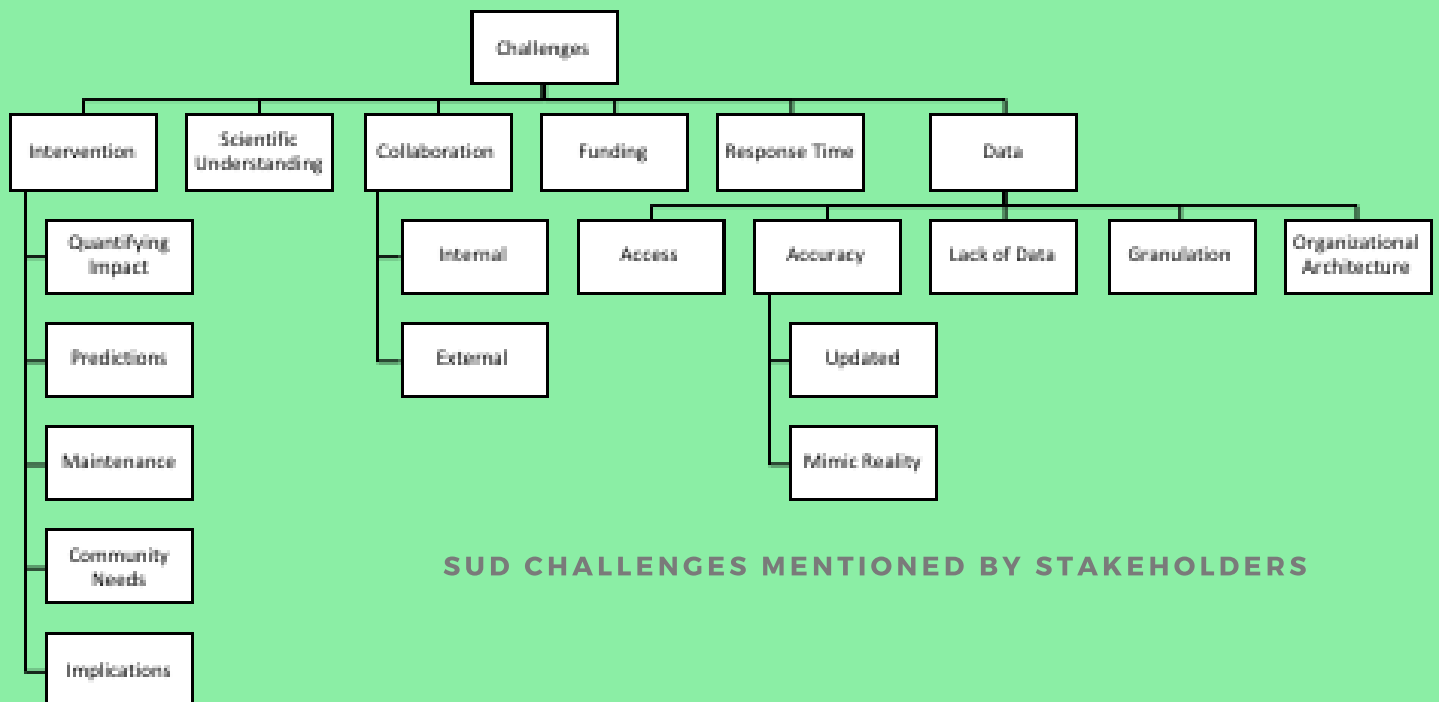 Challenges
Intervention
Scientific
Understanding
Collaboration
Funding
Response Time
Data
Quantifying
Impact
Internal
Access
Accuracy
Lack of Data
Granulation
Organizational
Architecture
Predictions
External
Updated
Maintenance
Mimic Reality
Community
Needs
SUD CHALLENGES MENTIONED BY STAKEHOLDERS
Implications